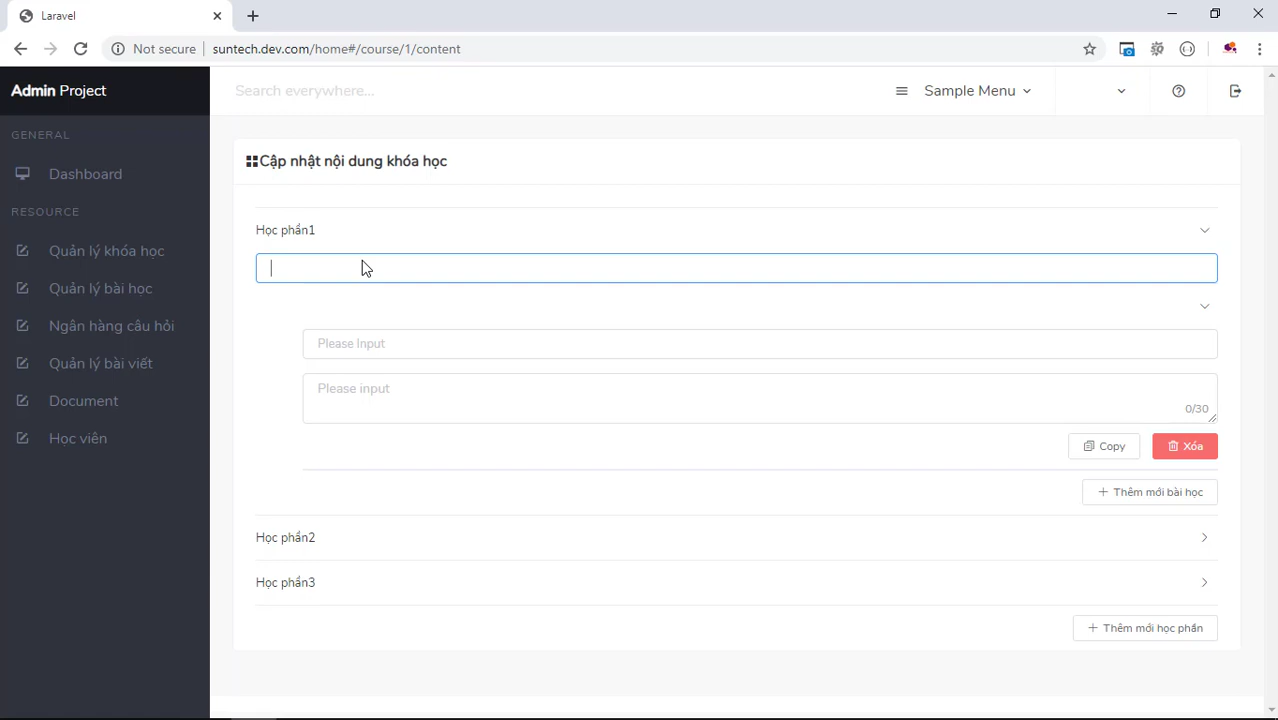 Laravel
Not secure
suntech.dev.com/home#/course/1/content
Admin Project
Search everywhere...
Sample Menu
GENERAL
Dashboard
RESOURCE
Quản lý khóa học
Quản lý bài học
Ngân hàng câu hỏi
Quản lý bài viết
Document
Học viên
Cập nhật nội dung khóa học
Học phần1
Please Input
Please input
0/30
Copy
Xóa
Thêm mới bài học
Học phần2
Học phần3
Thêm mới học phần